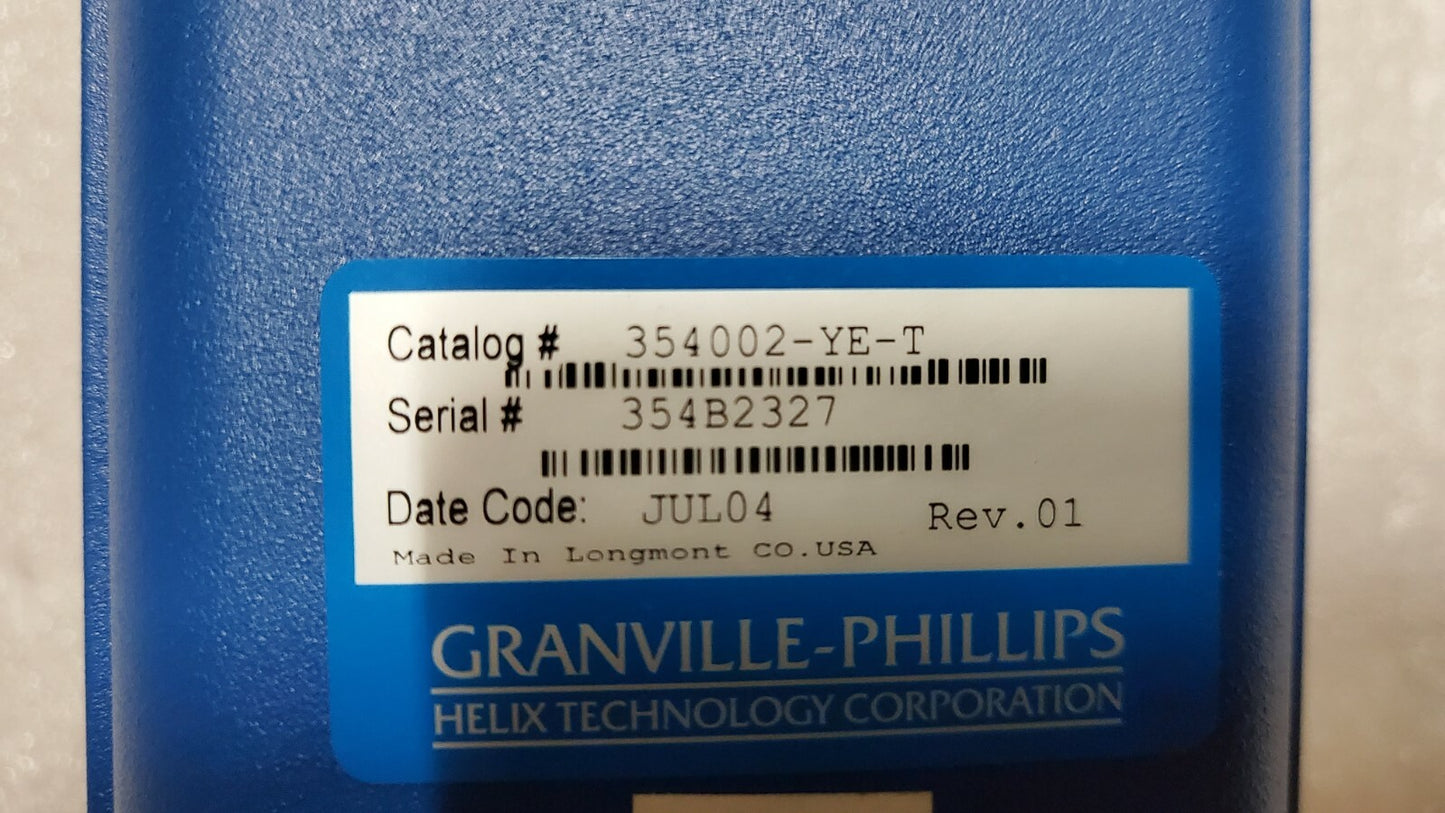 Catalog # 354002-YE-T
Serial # 354B2327
Date Code: JUL04 Rev.01
Made In Longmont CO.USA
GRANVILLE-PHILLIPS
HELIX TECHNOLOGY CORPORATION